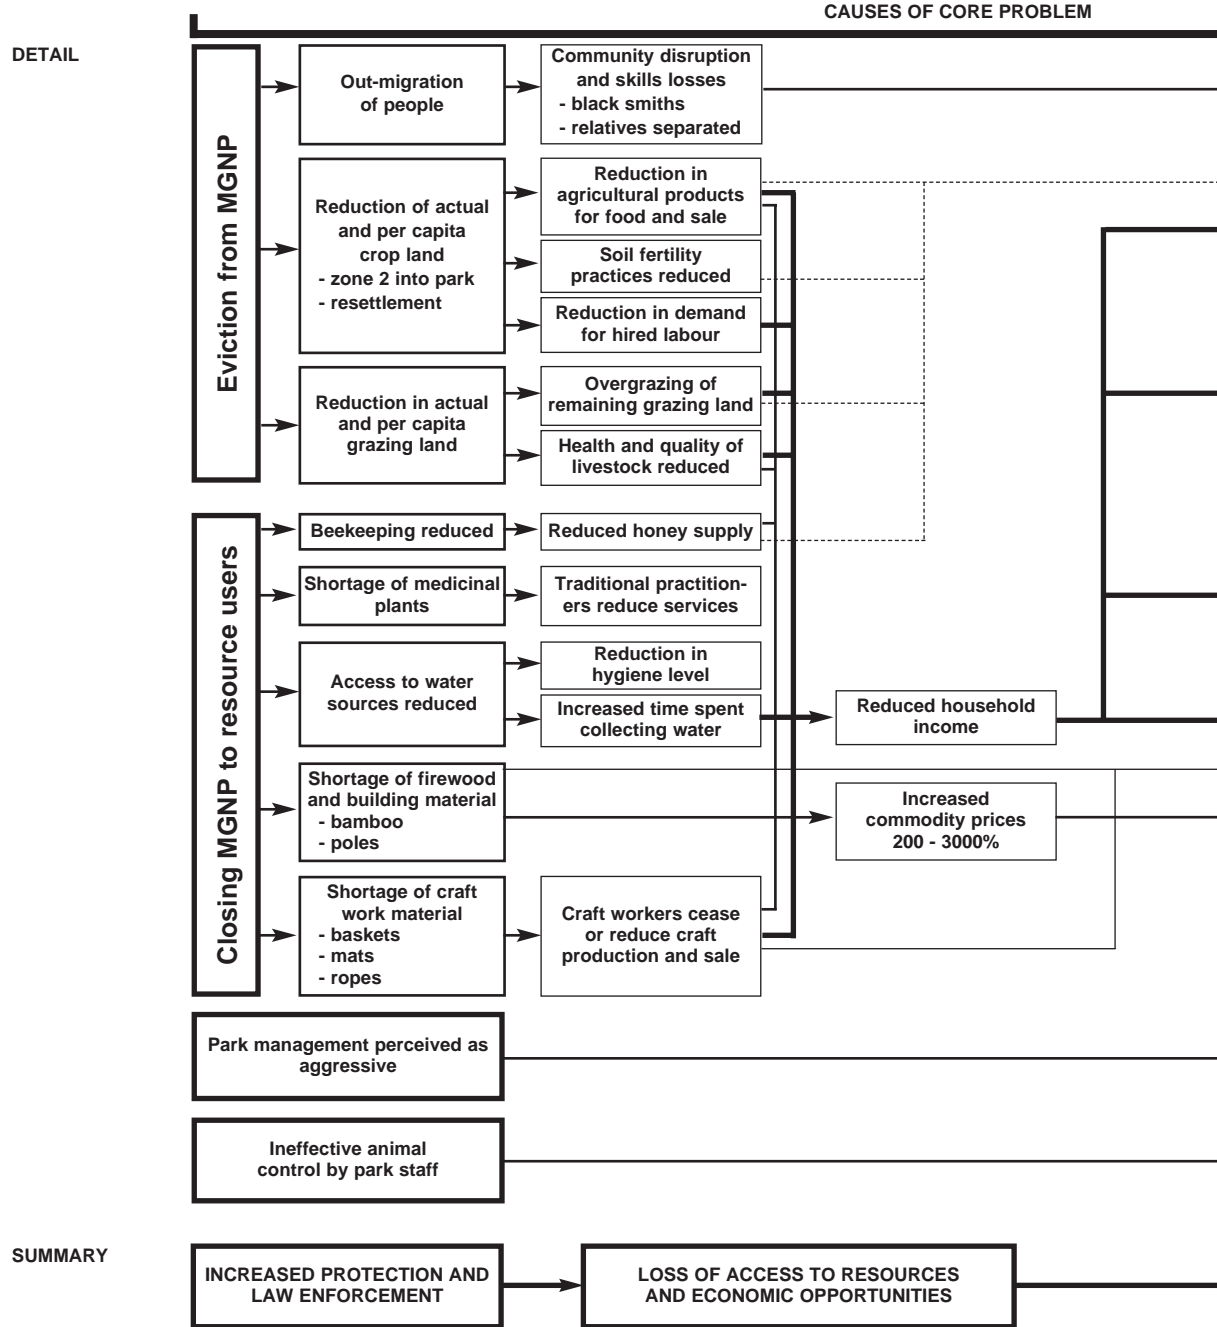 CAUSES OF CORE PROBLEM
DETAIL
Eviction from MGNP
Out-migration
of people
Community disruption
and skills losses
- black smiths
- relatives separated
Reduction of actual
and per capita
crop land
- zone 2 into park
- resettlement
Reduction in
agricultural products
for food and sale
Soil fertility
practices reduced
Reduction in demand
for hired labour
Reduction in actual
and per capita
grazing land
Overgrazing of
remaining grazing land
Health and quality of
livestock reduced
Closing MGNP to resource users
Beekeeping reduced
Reduced honey supply
Shortage of medicinal
plants
Traditional practition-
ers reduce services
Access to water
sources reduced
Reduction in
hygiene level
Increased time spent
collecting water
Reduced household
income
Shortage of firewood
and building material
- bamboo
- poles
Increased
commodity prices
200 - 3000%
Shortage of craft
work material
- baskets
- mats
- ropes
Craft workers cease
or reduce craft
production and sale
Park management perceived as
aggressive
Ineffective animal
control by park staff
SUMMARY
INCREASED PROTECTION AND
LAW ENFORCEMENT
LOSS OF ACCESS TO RESOURCES
AND ECONOMIC OPPORTUNITIES